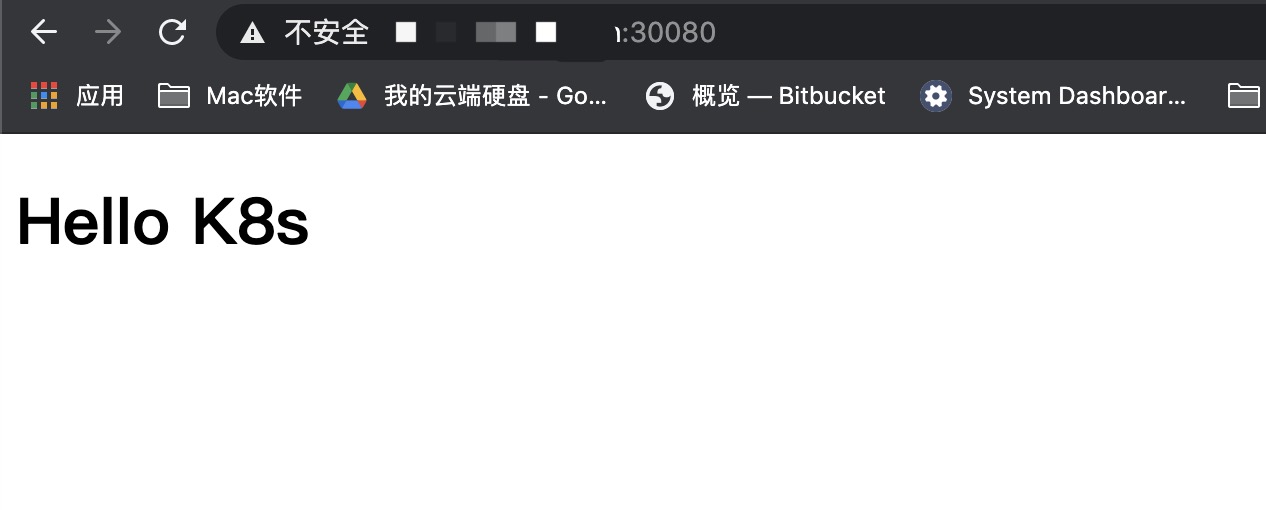 不安全 :30080
应用 Mac软件 我的云端硬盘 - Go... 概览 — Bitbucket System Dashboar...
Hello K8s